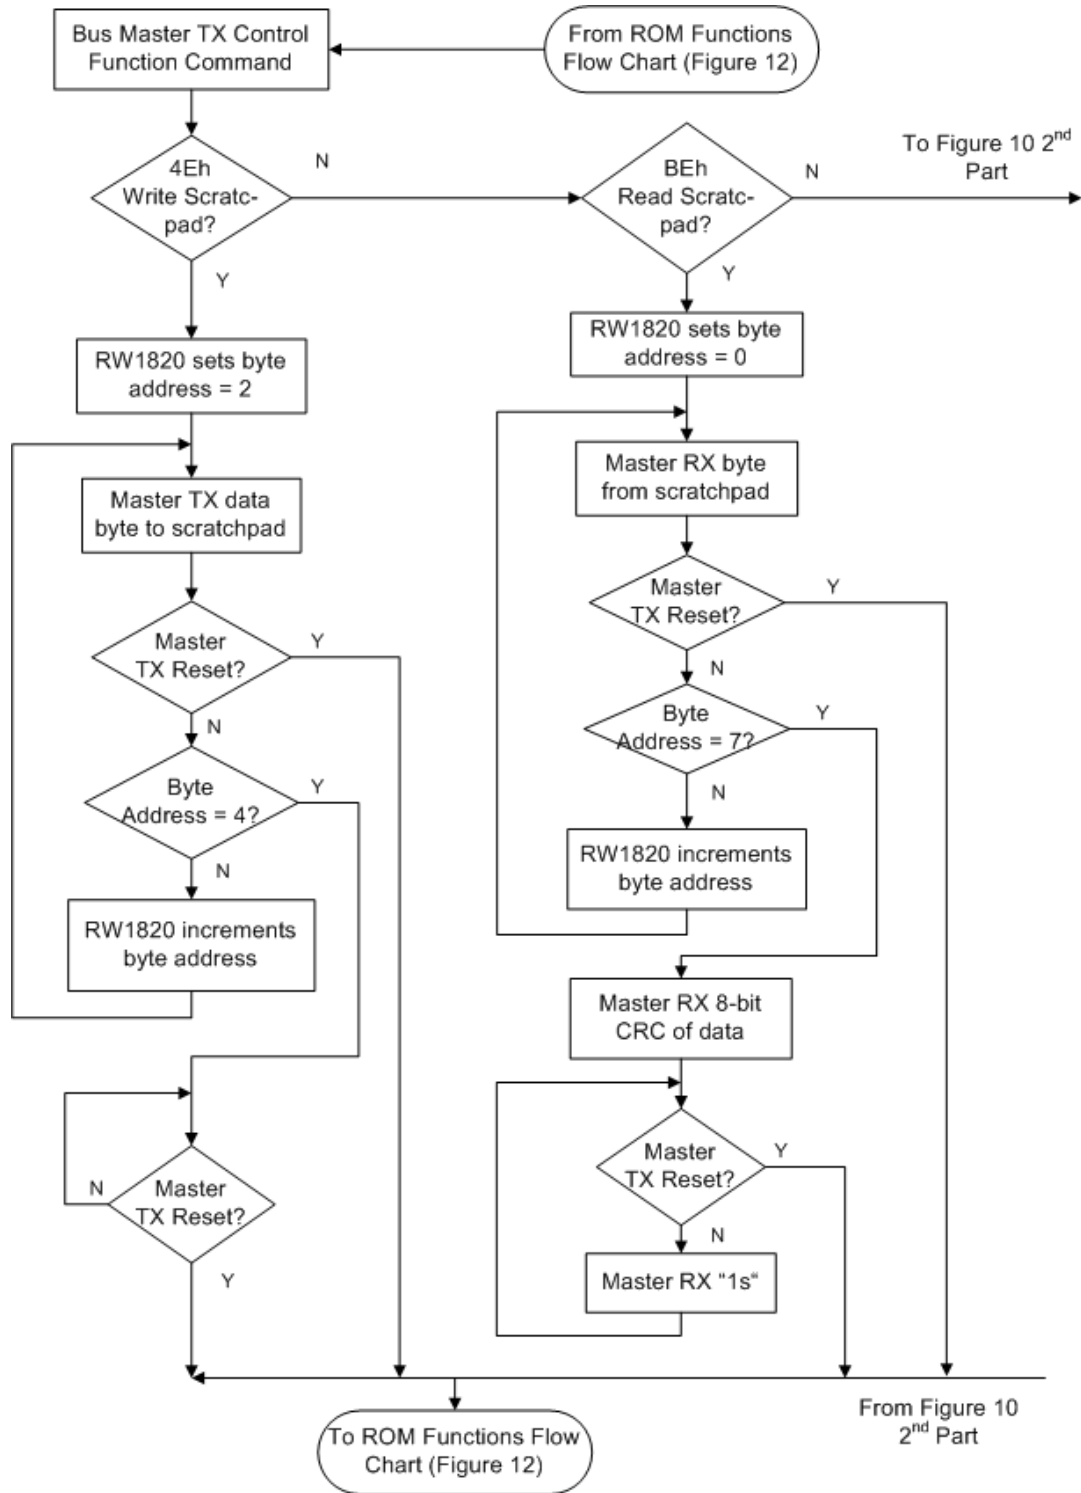 Bus Master TX Control
Function Command
From ROM Functions
Flow Chart (Figure 12)
4Eh
Write Scratc-
pad?
N
Y
BEh
Read Scratc-
pad?
N
Y
To Figure 10 2nd
Part
RW1820 sets byte
address = 2
Master TX data
byte to scratchpad
Master
TX Reset?
Y
N
Byte
Address = 4?
Y
N
RW1820 increments
byte address
Master
TX Reset?
N
Y
RW1820 sets byte
address = 0
Master RX byte
from scratchpad
Master
TX Reset?
Y
N
Byte
Address = 7?
Y
N
RW1820 increments
byte address
Master RX 8-bit
CRC of data
Master
TX Reset?
Y
N
Master RX “1s“
From Figure 10
2nd Part
To ROM Functions Flow
Chart (Figure 12)